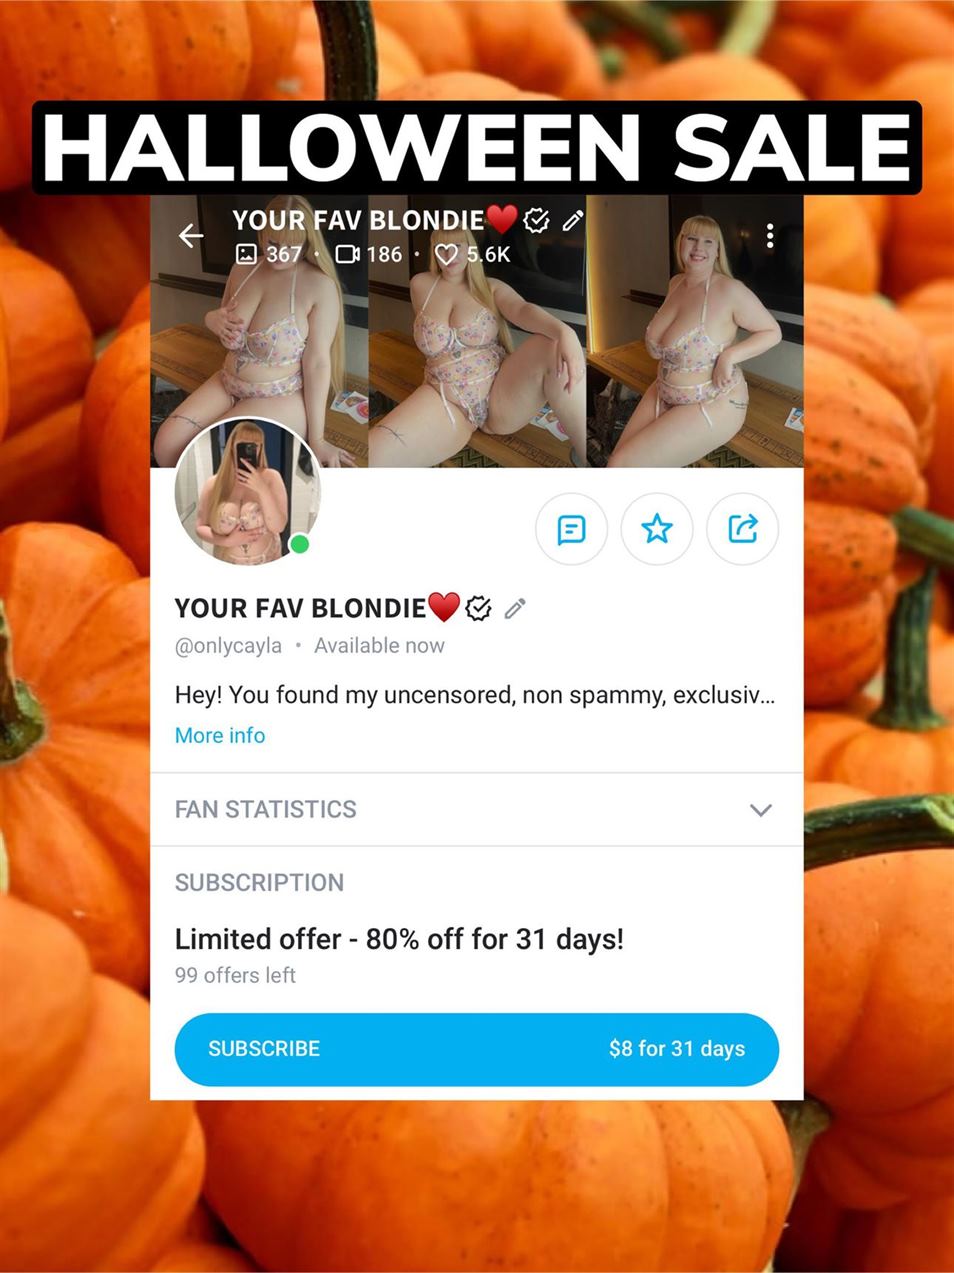 HALLOWEEN SALE
YOUR FAV BLONDIE❤️
367 • 186 • 5.6K
YOUR FAV BLONDIE❤️
@onlycayla • Available now
Hey! You found my uncensored, non spammy, exclusiv...
More info
FAN STATISTICS
SUBSCRIPTION
Limited offer - 80% off for 31 days!
99 offers left
SUBSCRIBE $8 for 31 days